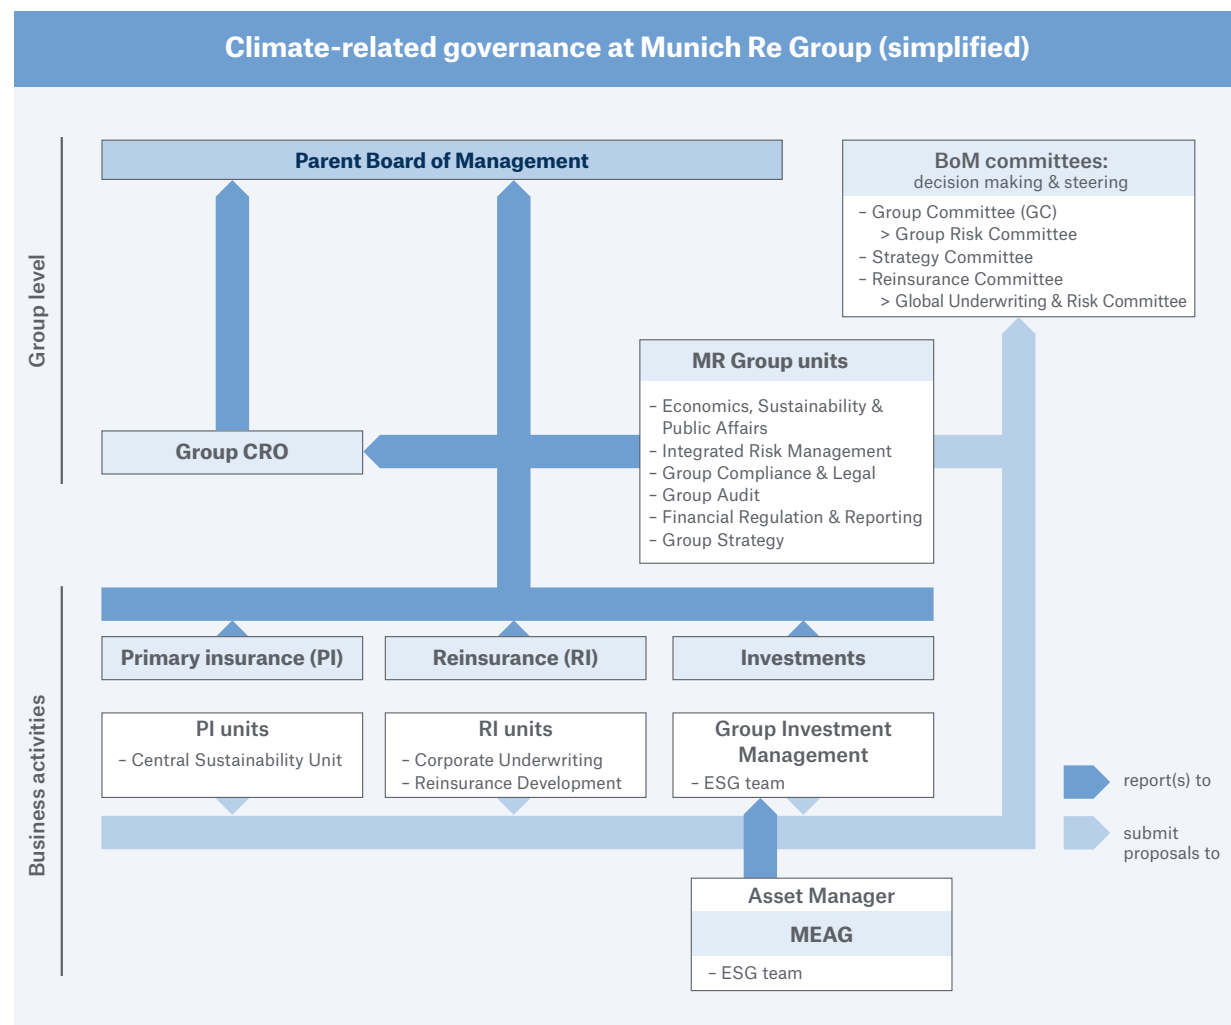 Climate-related governance at Munich Re Group (simplified)
Group level
Parent Board of Management
BoM committees:
decision making & steering
– Group Committee (GC)
> Group Risk Committee
– Strategy Committee
– Reinsurance Committee
> Global Underwriting & Risk Committee
MR Group units
– Economics, Sustainability &
Public Affairs
– Integrated Risk Management
– Group Compliance & Legal
– Group Audit
– Financial Regulation & Reporting
– Group Strategy
Group CRO
Business activities
Primary insurance (PI)
Reinsurance (RI)
Investments
PI units
– Central Sustainability Unit
RI units
– Corporate Underwriting
– Reinsurance Development
Group Investment
Management
– ESG team
report(s) to
submit
proposals to
Asset Manager
MEAG
– ESG team